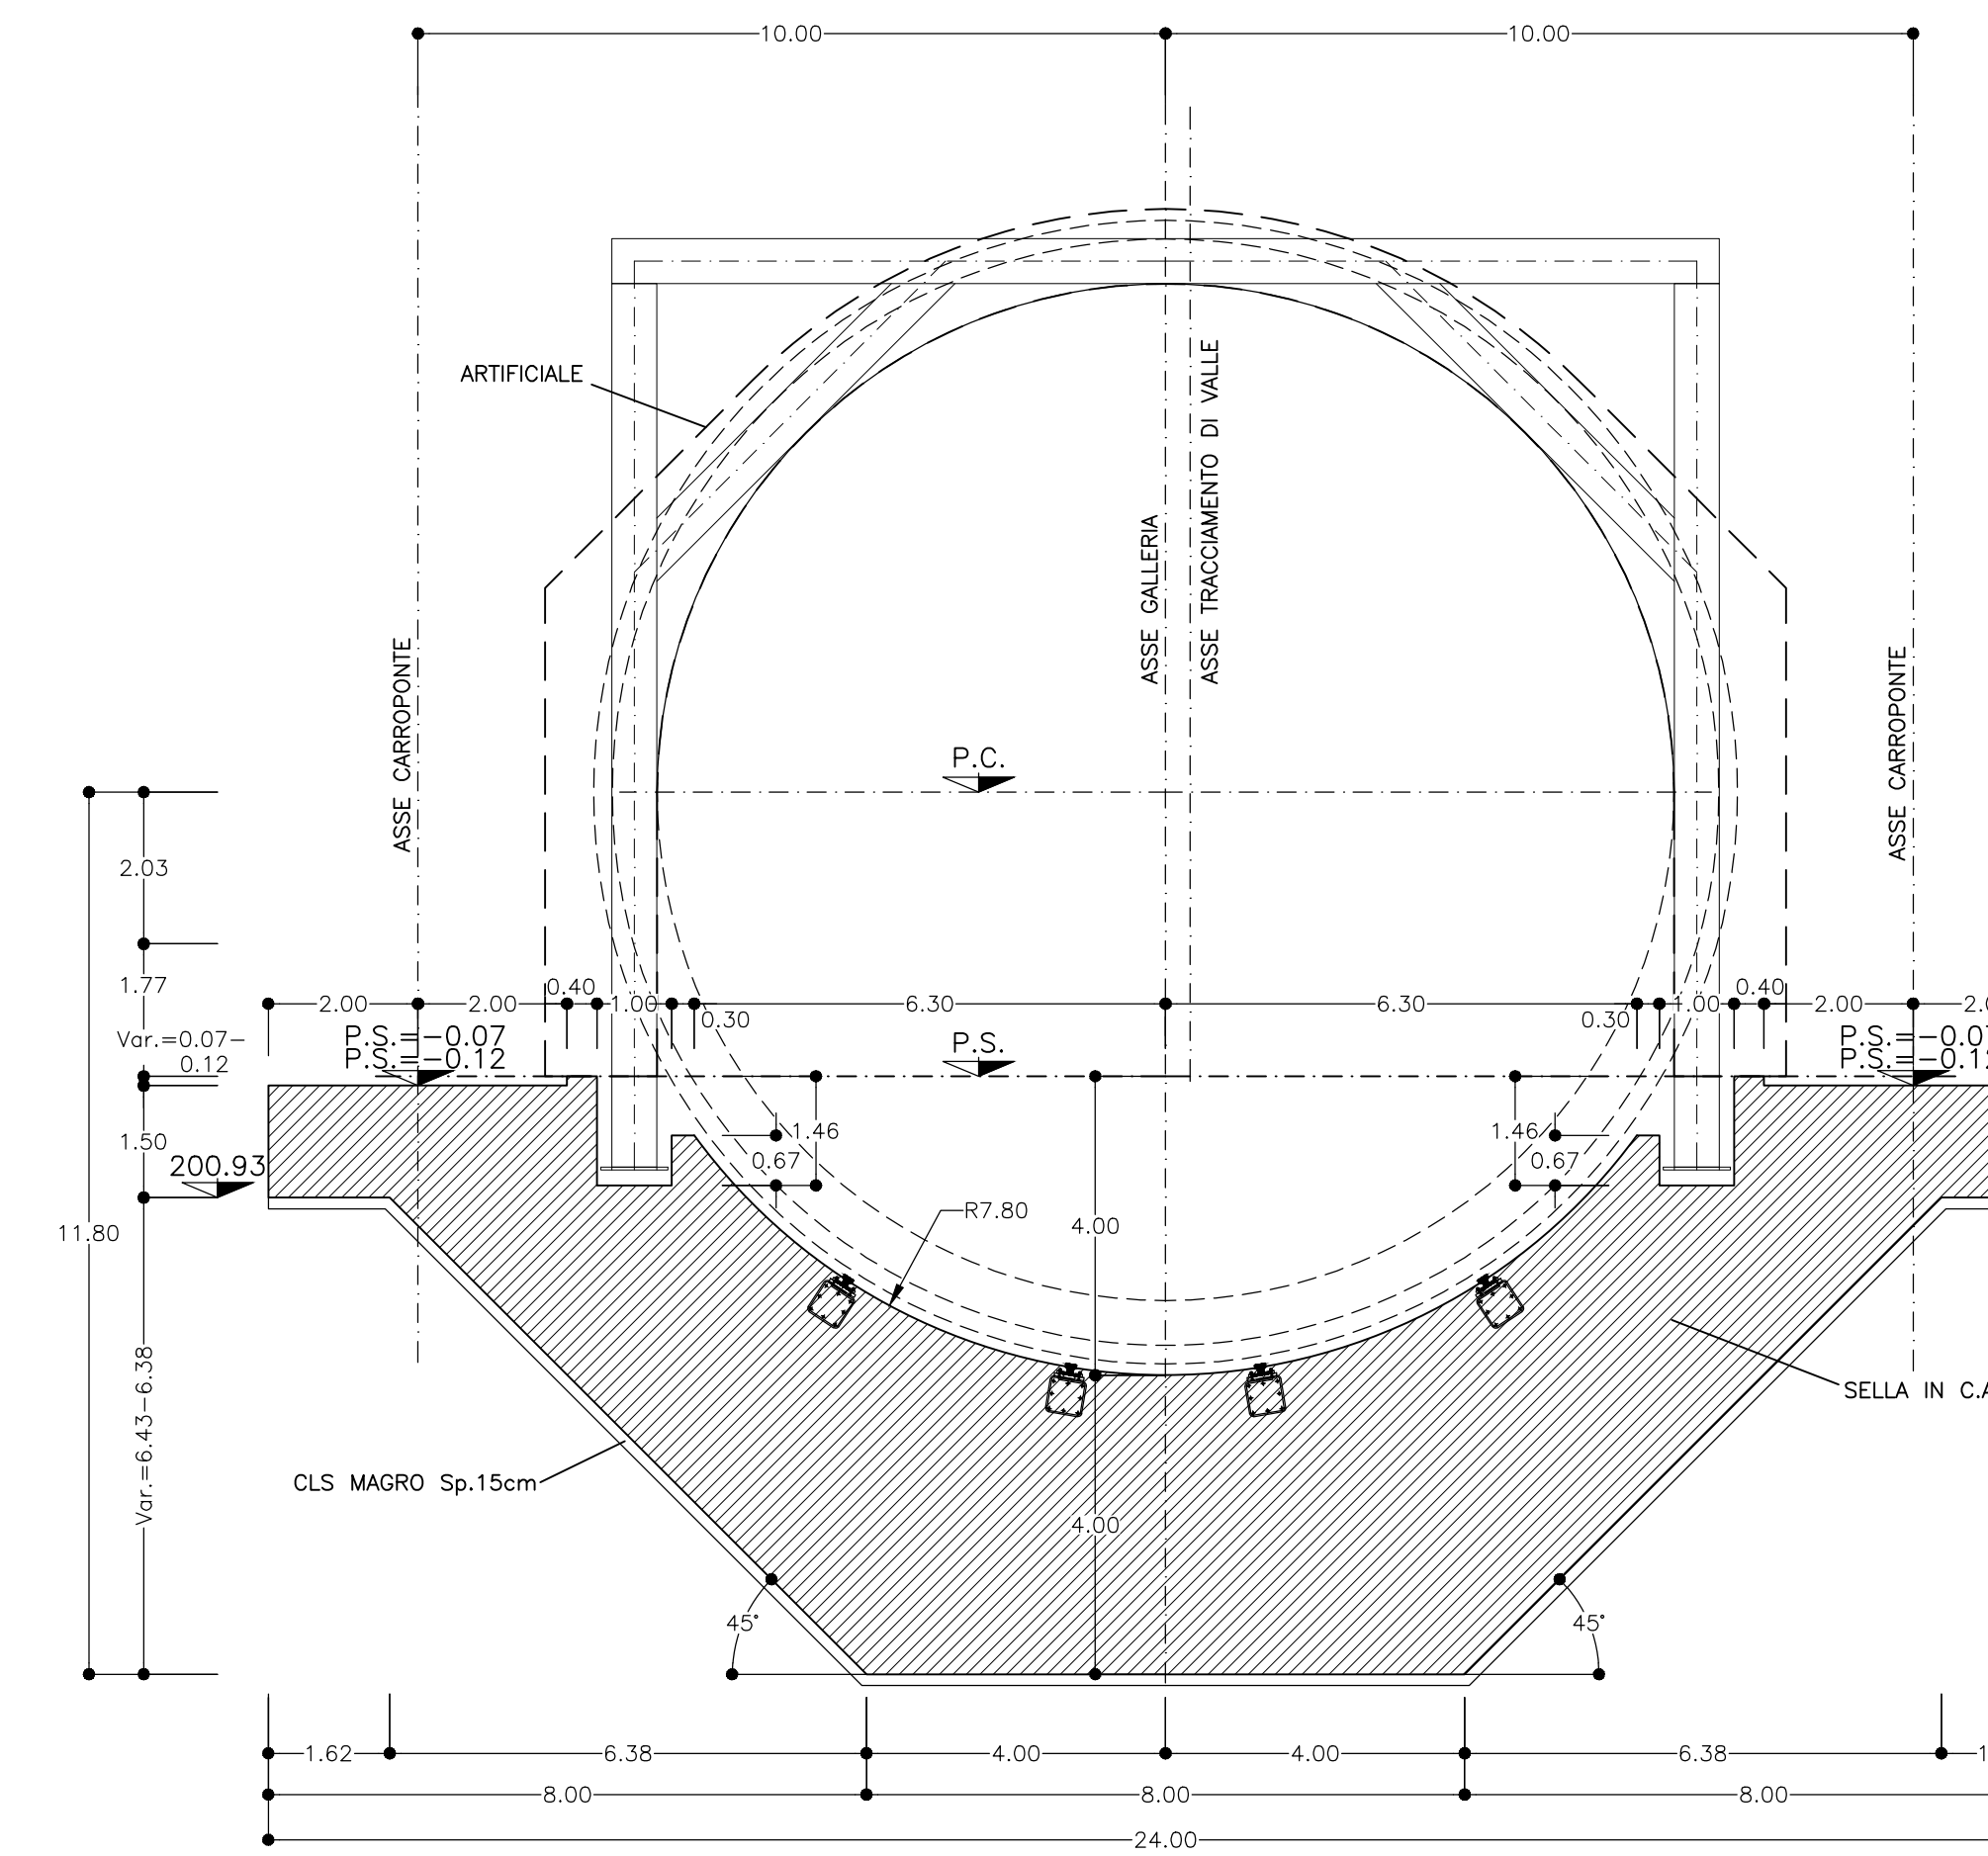 10.00
10.00
ARTIFICIALE
ASSE CARROPONTE
ASSE GALLERIA
ASSE TRACCIAMENTO DI VALLE
ASSE CARROPONTE
P.C.
2.03
1.77
Var.=0.07-
0.12
2.00
2.00
0.40
1.00
0.30
6.30
6.30
0.30
1.00
0.40
2.00
P.S.=-0.07
P.S.=-0.12
P.S.
P.S.=-0.07
P.S.=-0.12
1.50
200.93
1.46
0.67
1.46
0.67
R7.80
4.00
11.80
Var.=6.43-6.38
SELLA IN C.A
CLS MAGRO Sp.15cm
4.00
45°
45°
1.62
6.38
4.00
4.00
6.38
8.00
8.00
8.00
24.00